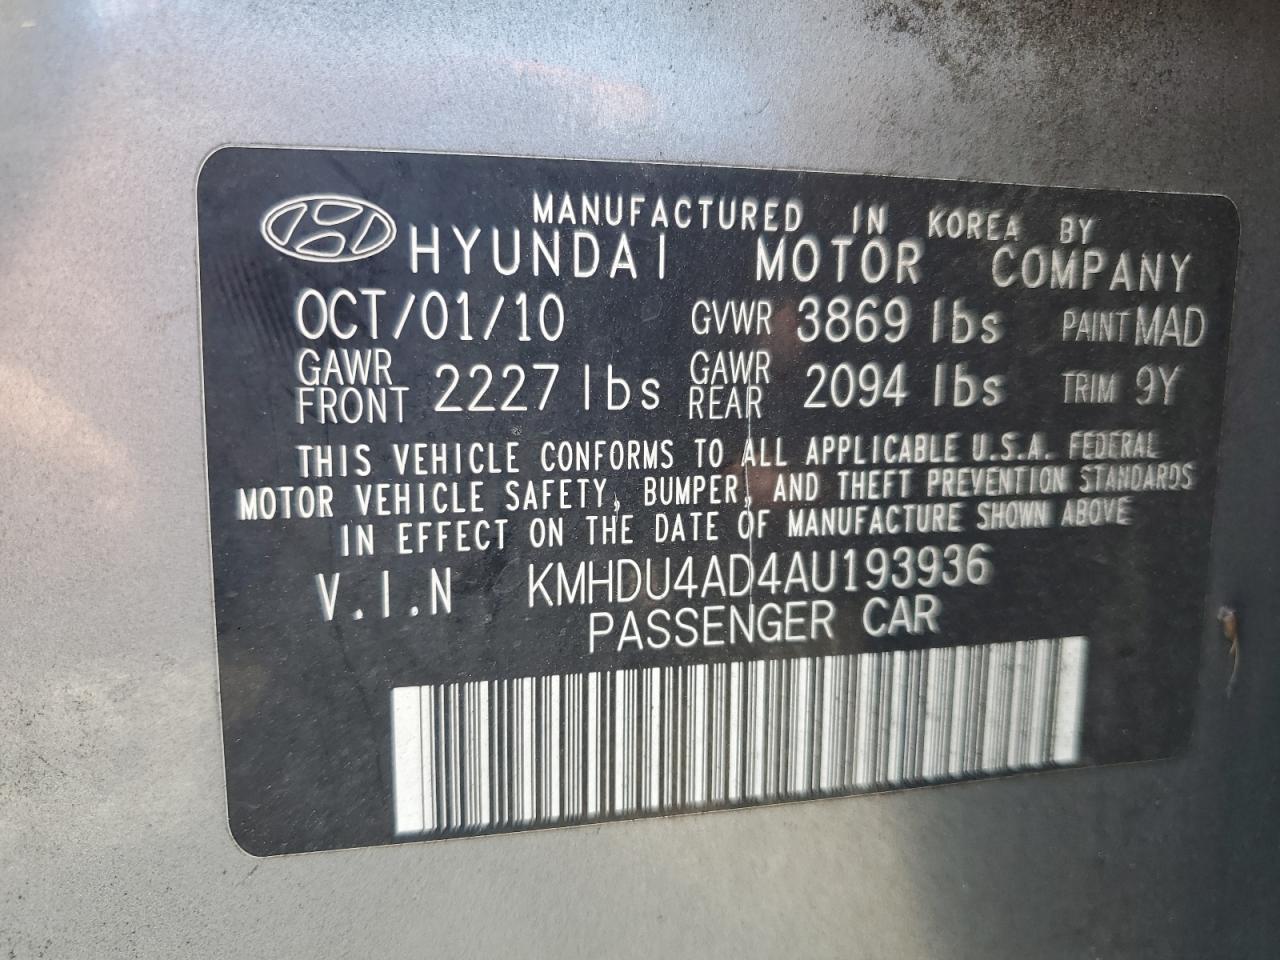 MANUFACTURED IN KOREA BY
HYUNDAI MOTOR COMPANY
OCT/01/10 GVWR 3869 lbs PAINT MAD
GAWR FRONT 2227 lbs GAWR REAR 2094 lbs TRIM 9Y
THIS VEHICLE CONFORMS TO ALL APPLICABLE U.S.A. FEDERAL
MOTOR VEHICLE SAFETY, BUMPER, AND THEFT PREVENTION STANDARDS
IN EFFECT ON THE DATE OF MANUFACTURE SHOWN ABOVE
V.I.N KMHDU4AD4AU193936
PASSENGER CAR